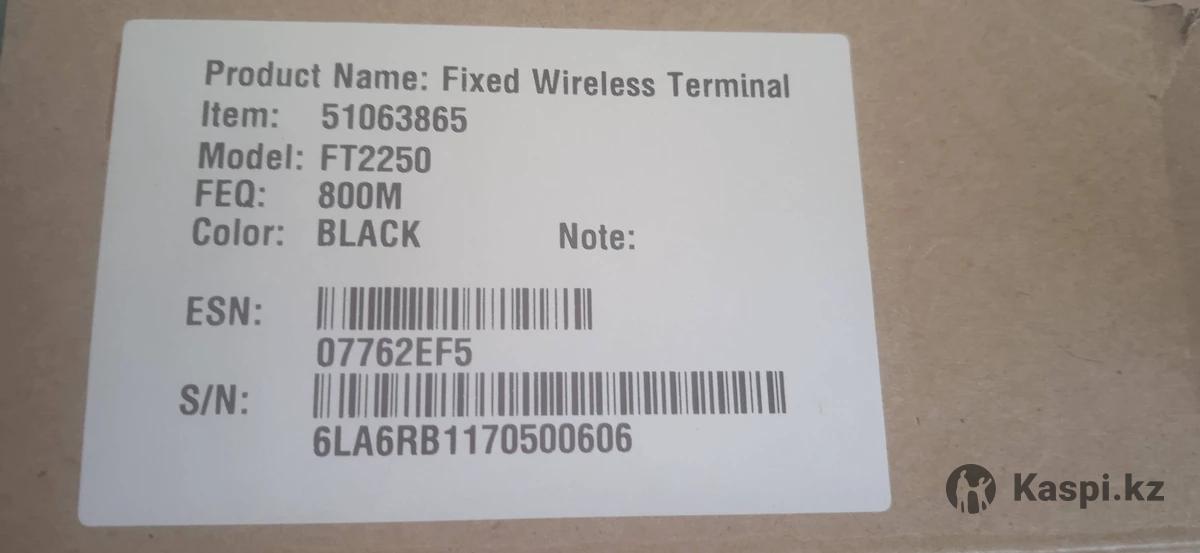 Product Name: Fixed Wireless Terminal
Item: 51063865
Model: FT2250
FEQ: 800M
Color: BLACK Note:
ESN:
07762EF5
S/N:
6LA6RB1170500606
Kaspi.kz